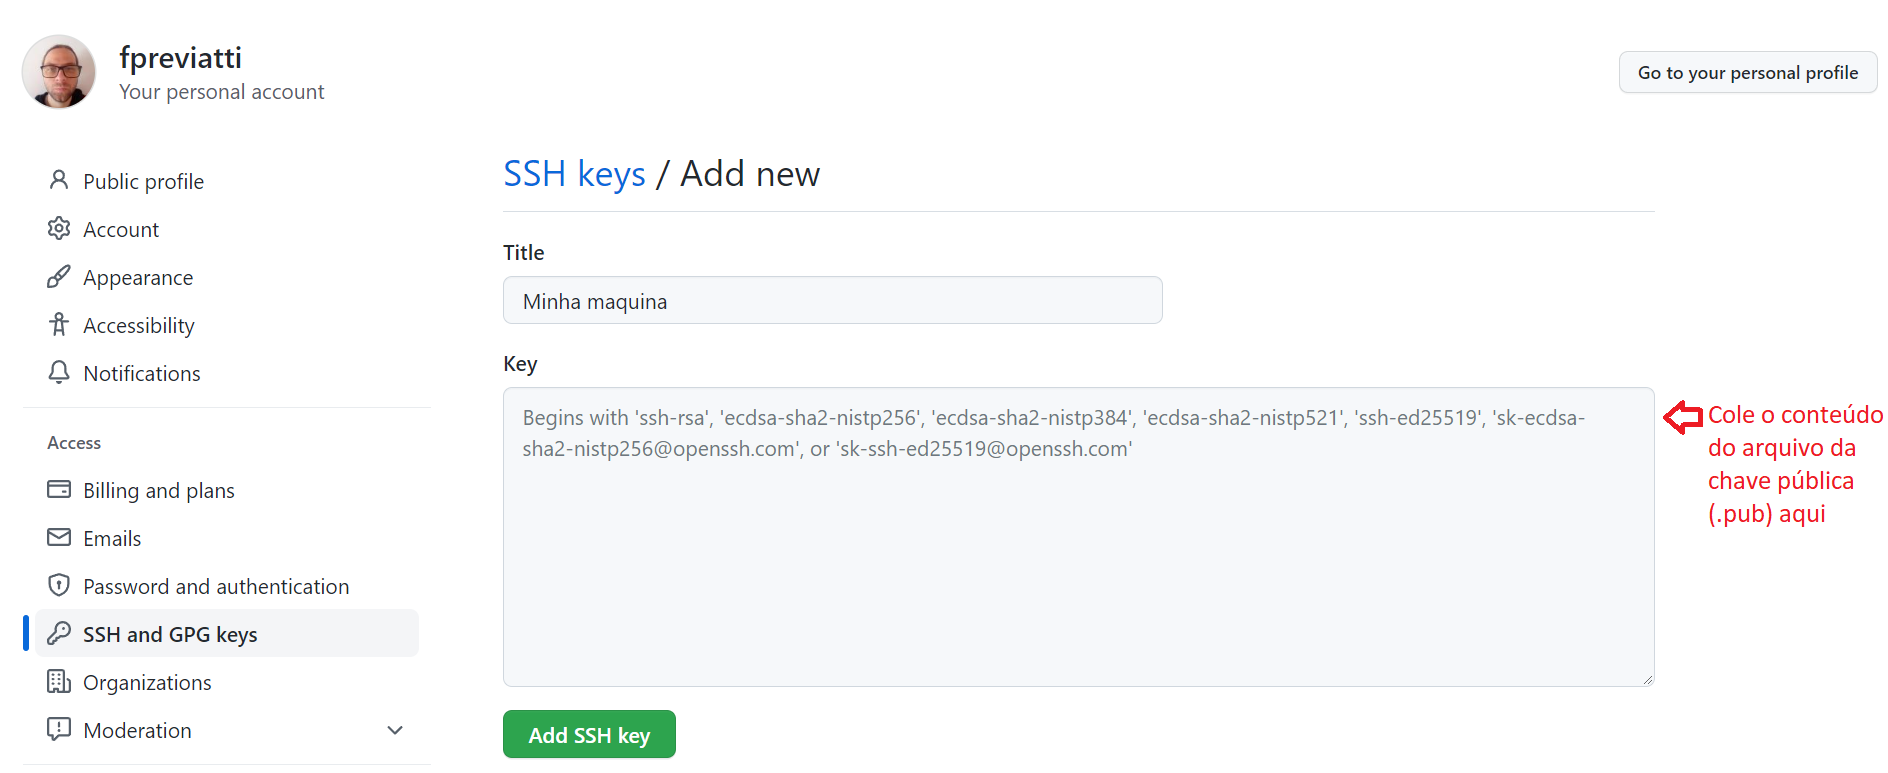 fpreviatti
Your personal account
Go to your personal profile
Public profile
Account
Appearance
Accessibility
Notifications
Access
Billing and plans
Emails
Password and authentication
SSH and GPG keys
Organizations
Moderation
SSH keys / Add new
Title
Minha maquina
Key
Begins with 'ssh-rsa', 'ecdsa-sha2-nistp256', 'ecdsa-sha2-nistp384', 'ecdsa-sha2-nistp521', 'ssh-ed25519', 'sk-ecdsa-
sha2-nistp256@openssh.com', or 'sk-ssh-ed25519@openssh.com'
Cole o conteúdo
do arquivo da
chave pública
(.pub) aqui
Add SSH key